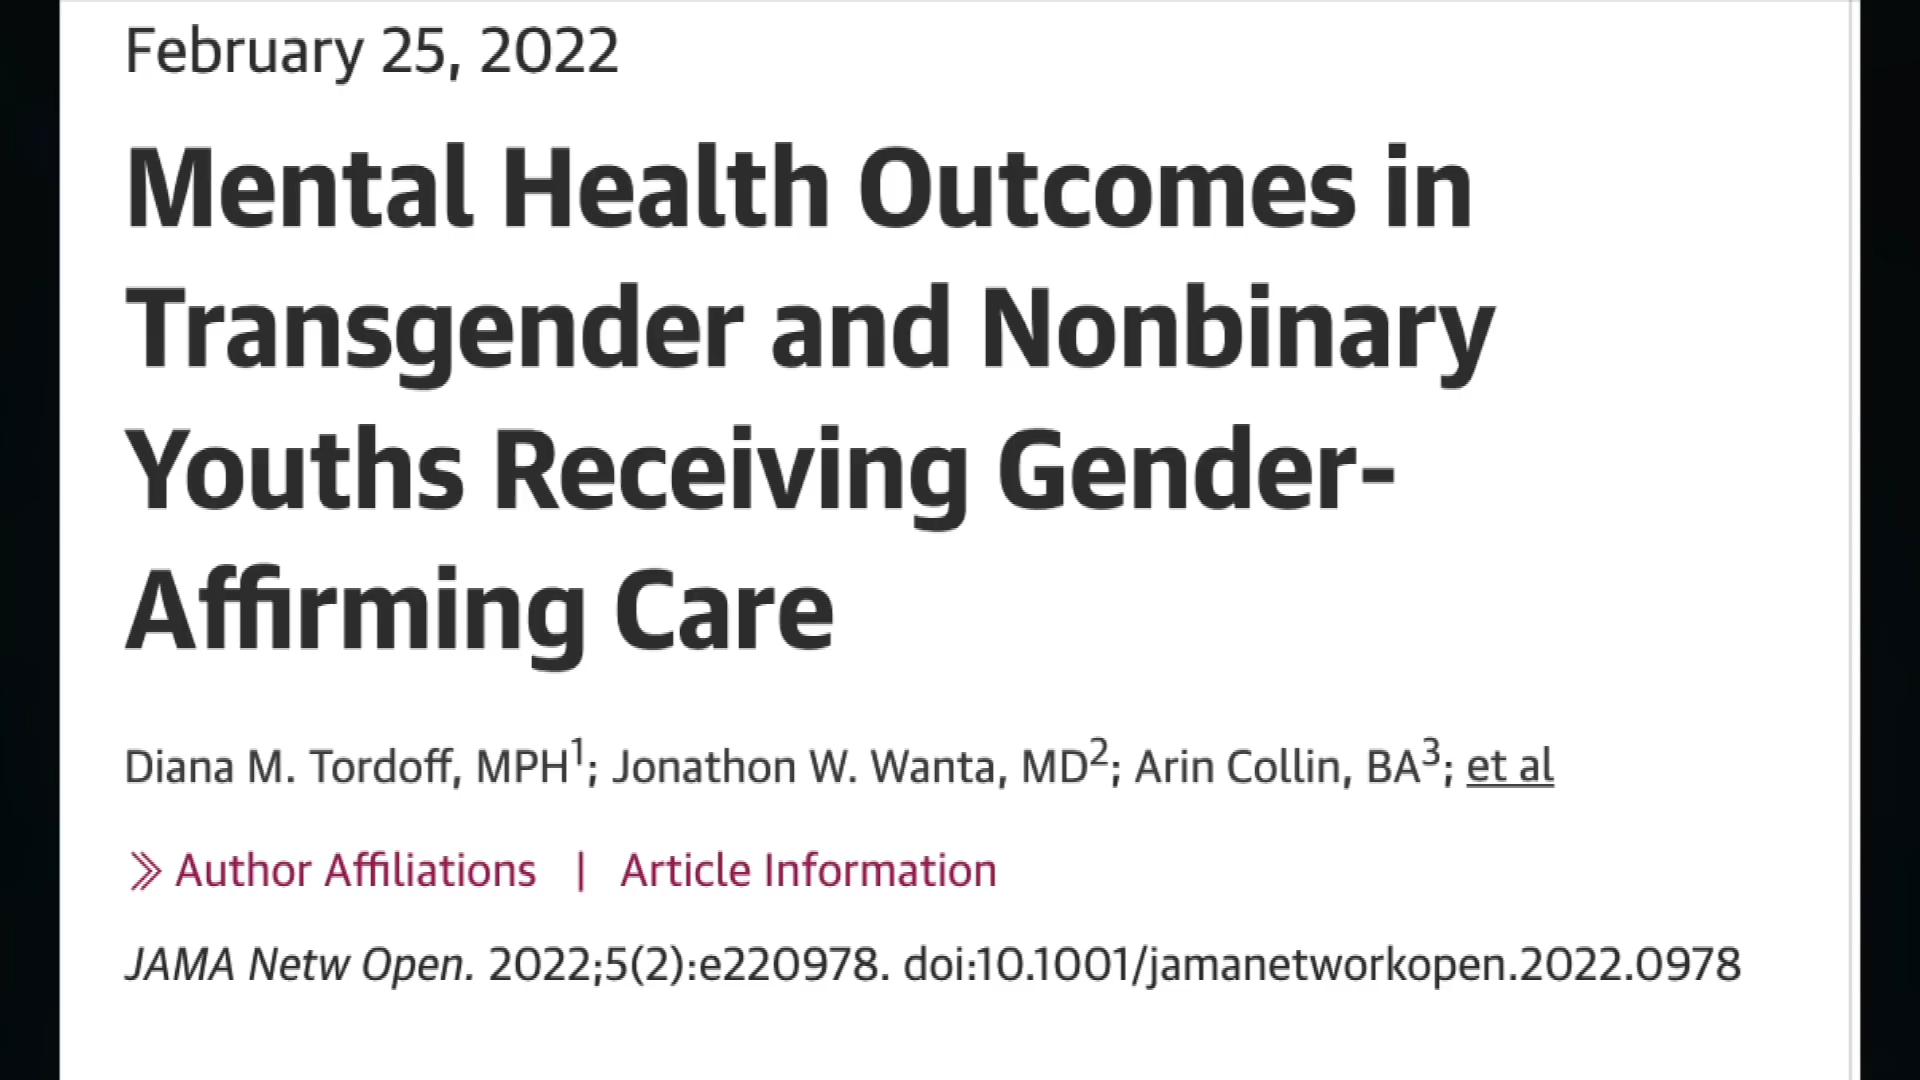 February 25, 2022
Mental Health Outcomes in
Transgender and Nonbinary
Youths Receiving Gender-
Affirming Care
Diana M. Tordoff, MPH1; Jonathon W. Wanta, MD2; Arin Collin, BA3; et al
Author Affiliations | Article Information
JAMA Netw Open. 2022;5(2):e220978. doi:10.1001/jamanetworkopen.2022.0978